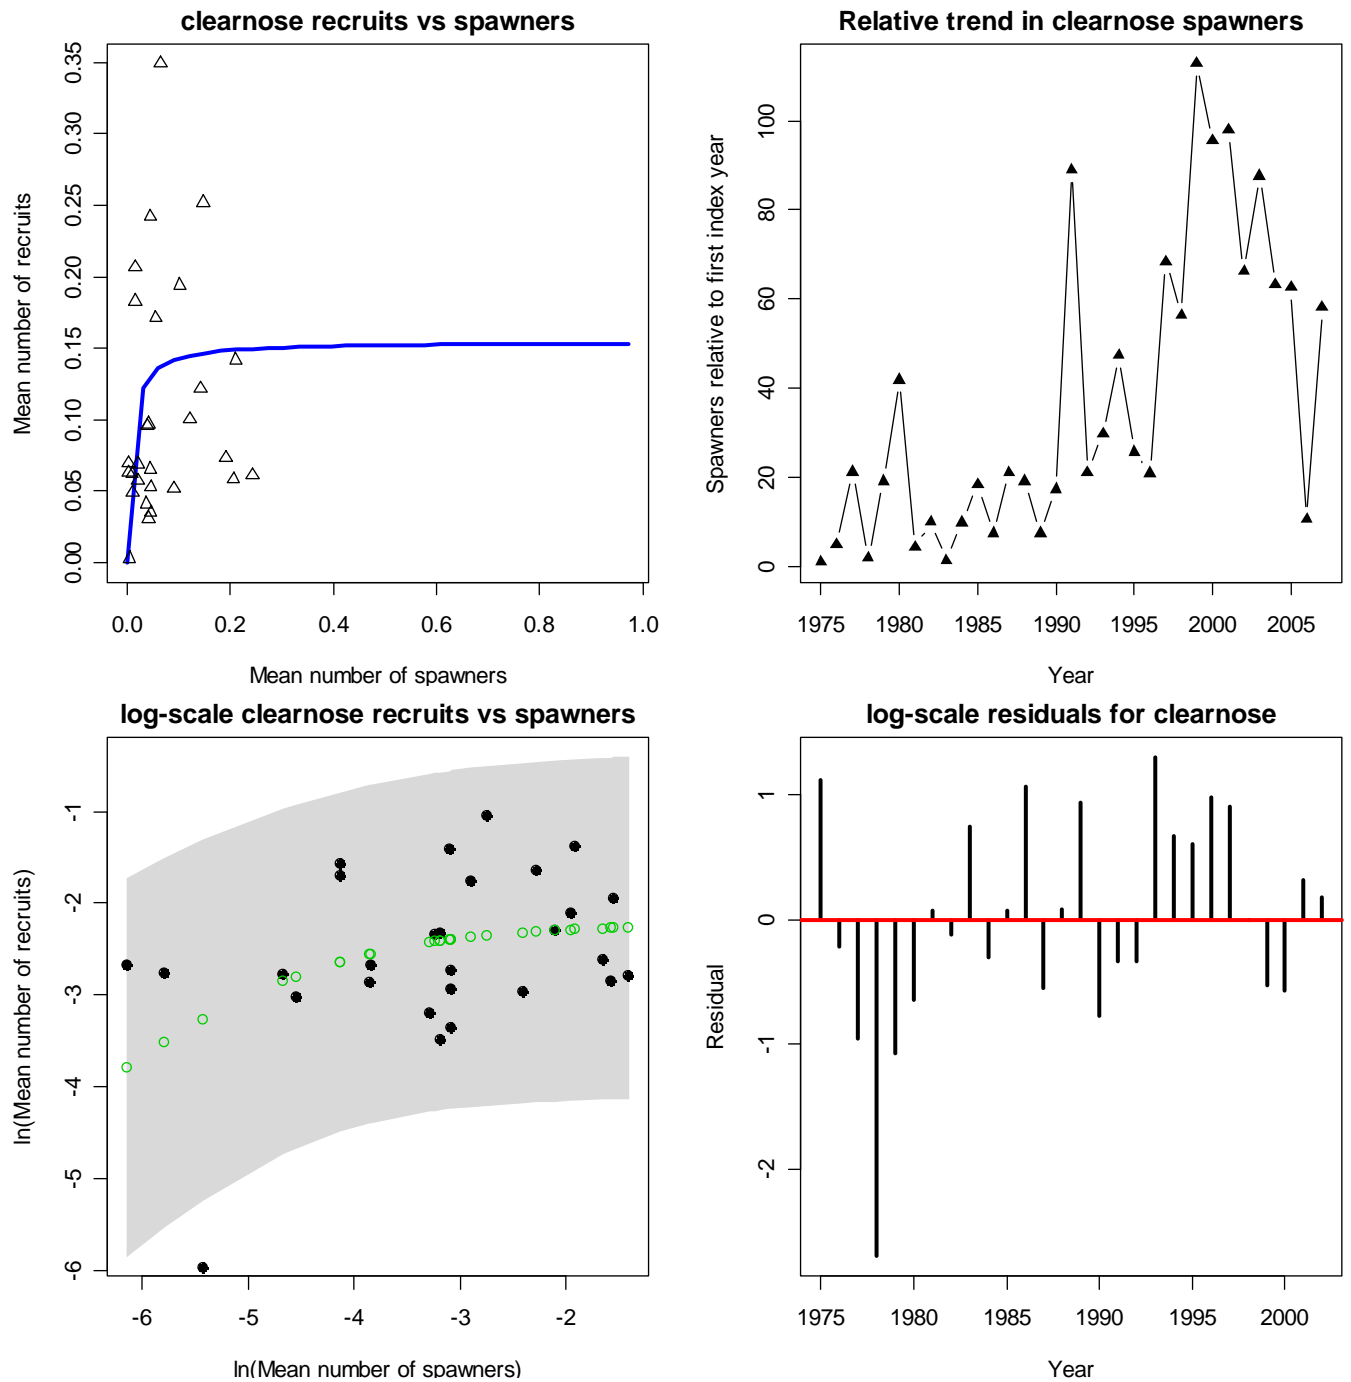 clearnose recruits vs spawners
Mean number of recruits
0.35
0.30
0.25
0.20
0.15
0.10
0.05
0.00
0.0 0.2 0.4 0.6 0.8 1.0
Mean number of spawners
Relative trend in clearnose spawners
Spawners relative to first index year
100
80
60
40
20
0
1975 1980 1985 1990 1995 2000 2005
Year
log-scale clearnose recruits vs spawners
ln(Mean number of recruits)
-1
-2
-3
-4
-5
-6
-6 -5 -4 -3 -2
ln(Mean number of spawners)
log-scale residuals for clearnose
Residual
1
0
-1
-2
1975 1980 1985 1990 1995 2000
Year